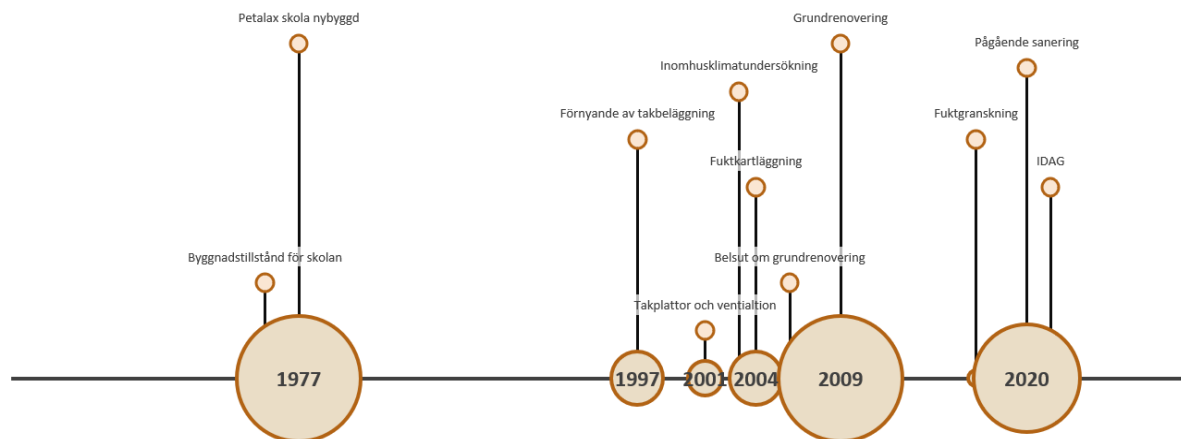 Petalax skola nybyggd
Grundrenovering
Pågående sanering
Inomhusklimatundersökning
Förnyande av takbeläggning
Fuktgranskning
Fuktkartläggning
IDAG
Byggnadstillstånd för skolan
Belsut om grundrenovering
Takplattor och ventialtion
1977
1997
2001
2004
2009
2020